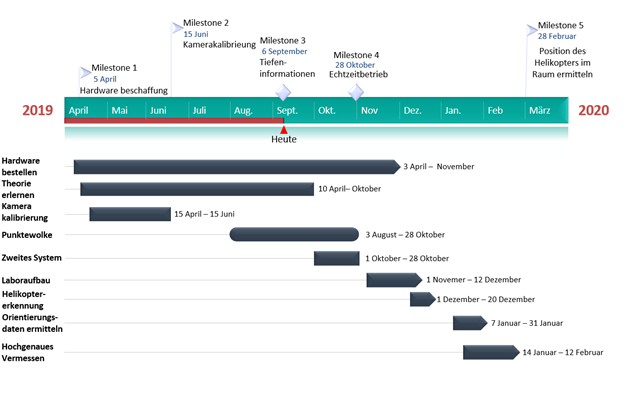 Milestone 2
15 Juni
Kamerakalibrieung
Milestone 5
28 Februar
Position des
Helikopters im
Raum ermitteln
Milestone 3
6 September
Tiefen-
informationen
Milestone 4
28 Oktober
Echtzeitbetrieb
Milestone 1
5 April
Hardware beschaffung
2019 April Mai Juni Juli Aug. Sept. Okt. Nov Dez. Jan. Feb März 2020
Heute
Hardware
bestellen
3 April – November
Theorie
erlernen
10 April– Oktober
Kamera
kalibrierung
15 April – 15 Juni
Punktewolke 3 August – 28 Oktober
Zweites System 1 Oktober – 28 Oktober
Laboraufbau 1 Novemer – 12 Dezember
Helikopter-
erkennung
1 Dezember – 20 Dezember
Orientierungs-
daten ermitteln
7 Januar – 31 Januar
Hochgenaues
Vermessen
14 Januar – 12 Februar